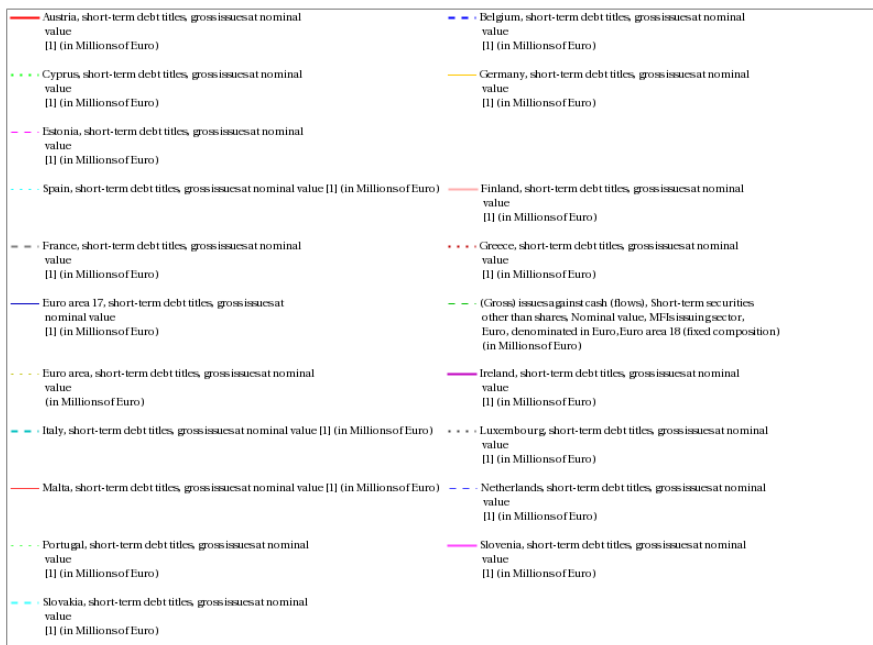 Austria, short-term debt titles, gross issues at nominal
value
[1] (in Millions of Euro)
Belgium, short-term debt titles, gross issues at nominal
value
[1] (in Millions of Euro)
Cyprus, short-term debt titles, gross issues at nominal
value
[1] (in Millions of Euro)
Germany, short-term debt titles, gross issues at nominal
value
[1] (in Millions of Euro)
Estonia, short-term debt titles, gross issues at nominal
value
[1] (in Millions of Euro)
Spain, short-term debt titles, gross issues at nominal value [1] (in Millions of Euro)
Finland, short-term debt titles, gross issues at nominal
value
[1] (in Millions of Euro)
France, short-term debt titles, gross issues at nominal
value
[1] (in Millions of Euro)
Greece, short-term debt titles, gross issues at nominal
value
[1] (in Millions of Euro)
Euro area 17, short-term debt titles, gross issues at
nominal value
[1] (in Millions of Euro)
(Gross) issues against cash (flows), Short-term securities
other than shares, Nominal value, MFIs issuing sector,
Euro, denominated in Euro, Euro area 18 (fixed composition)
(in Millions of Euro)
Euro area, short-term debt titles, gross issues at nominal
value
(in Millions of Euro)
Ireland, short-term debt titles, gross issues at nominal
value
[1] (in Millions of Euro)
Italy, short-term debt titles, gross issues at nominal value [1] (in Millions of Euro)
Luxembourg, short-term debt titles, gross issues at nominal
value
[1] (in Millions of Euro)
Malta, short-term debt titles, gross issues at nominal value [1] (in Millions of Euro)
Netherlands, short-term debt titles, gross issues at nominal
value
[1] (in Millions of Euro)
Portugal, short-term debt titles, gross issues at nominal
value
[1] (in Millions of Euro)
Slovenia, short-term debt titles, gross issues at nominal
value
[1] (in Millions of Euro)
Slovakia, short-term debt titles, gross issues at nominal
value
[1] (in Millions of Euro)